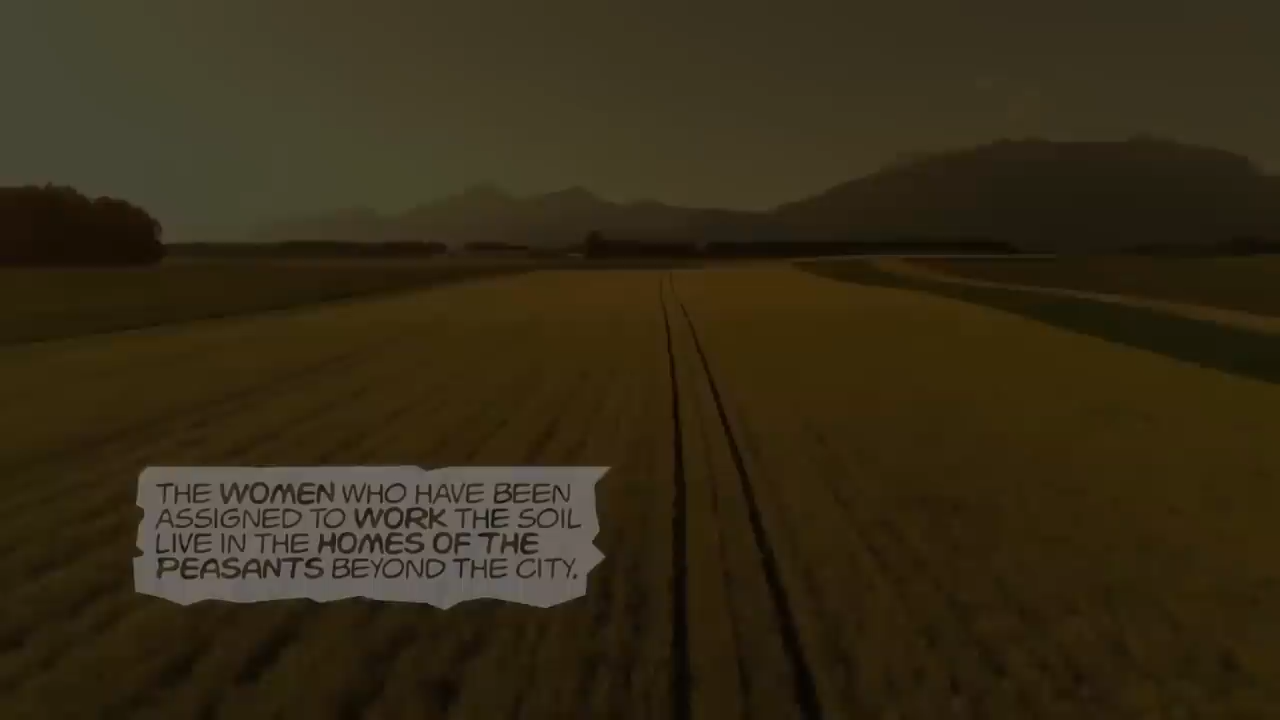 THE WOMEN WHO HAVE BEEN
ASSIGNED TO WORK THE SOIL
LIVE IN THE HOMES OF THE
PEASANTS BEYOND THE CITY.